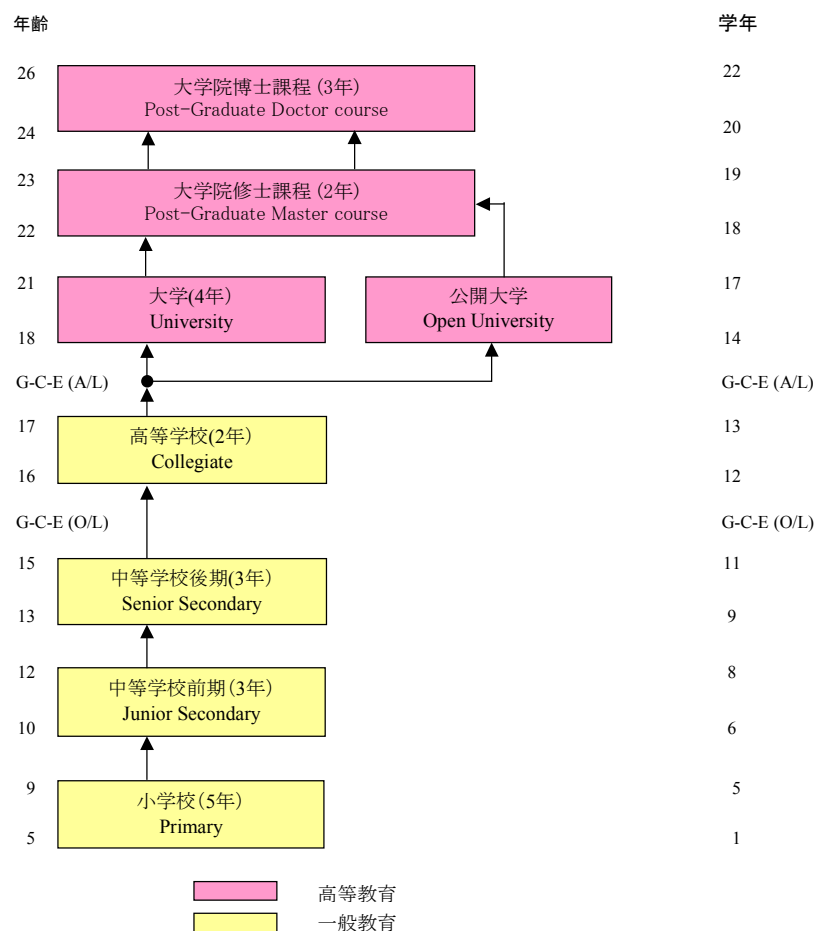 年齢 学年
26 大学院博士課程 (3年) 22
Post-Graduate Doctor course
24 20
23 大学院修士課程 (2年) 19
Post-Graduate Master course
22 18
21 大学(4年) 公開大学 17
University Open University
18 14
G-C-E (A/L) G-C-E (A/L)
17 高等学校(2年) 13
Collegiate
16 12
G-C-E (O/L) G-C-E (O/L)
15 中等学校後期(3年) 11
Senior Secondary
13 9
12 中等学校前期(3年) 8
Junior Secondary
10 6
9 小学校(5年) 5
Primary
5 1
高等教育
一般教育